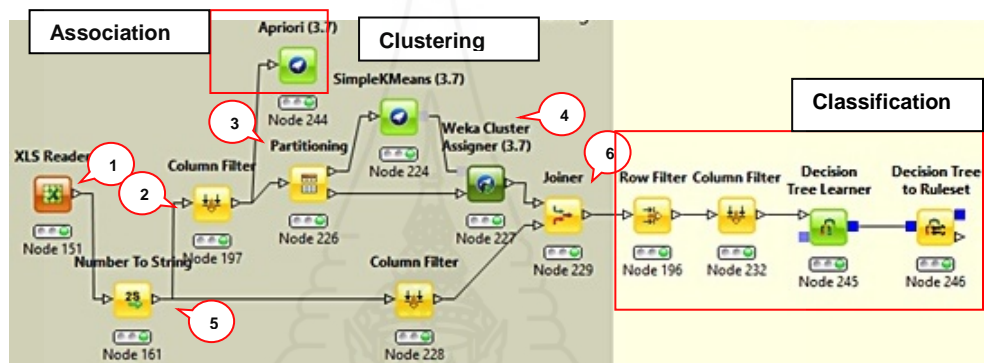 Association
Apriori (3.7)
Clustering
Node 244
SimpleKMeans (3.7)
Classification
3
4
Partitioning
Node 224
Weka Cluster
Assigner (3.7)
XLS Reader
1
2
Column Filter
6
Joiner
Row Filter
Column Filter
Decision
Tree Learner
Decision Tree
to Ruleset
Node 151
Node 197
Node 226
Node 227
Node 229
Node 196
Node 232
Node 245
Node 246
Number To String
5
Column Filter
2S
Node 161
Node 228